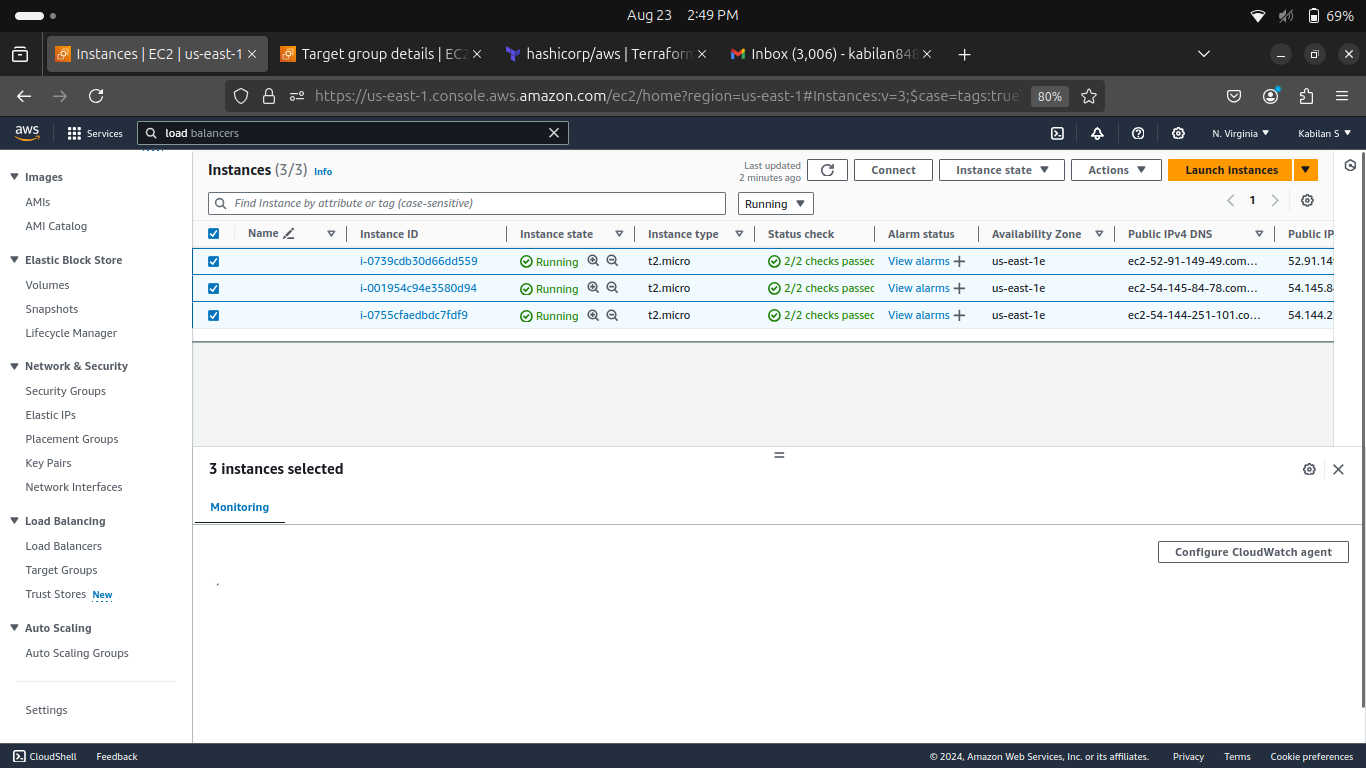 Aug 23 2:49 PM
69%
Instances | EC2 | us-east-1
Target group details | EC2
hashicorp/aws | Terraform
Inbox (3,006) - kabilan848
https://us-east-1.console.aws.amazon.com/ec2/home?region=us-east-1#Instances:v=3;$case=tags:true
80%
aws
Services
load balancers
N. Virginia
Kabilan S
Images
AMIs
AMI Catalog
Elastic Block Store
Volumes
Snapshots
Lifecycle Manager
Network & Security
Security Groups
Elastic IPs
Placement Groups
Key Pairs
Network Interfaces
Load Balancing
Load Balancers
Target Groups
Trust Stores New
Auto Scaling
Auto Scaling Groups
Settings
Instances (3/3) Info
Last updated
2 minutes ago
Connect
Instance state
Actions
Launch instances
Find Instance by attribute or tag (case-sensitive)
Running
1
Name Instance ID Instance state Instance type Status check Alarm status Availability Zone Public IPv4 DNS Public IP
i-0739cdb30d66dd559 Running t2.micro 2/2 checks passed View alarms + us-east-1e ec2-52-91-149-49.com... 52.91.149
i-001954c94e3580d94 Running t2.micro 2/2 checks passed View alarms + us-east-1e ec2-54-145-84-78.com... 54.145.84
i-0755cfaedbdc7fdf9 Running t2.micro 2/2 checks passed View alarms + us-east-1e ec2-54-144-251-101.co... 54.144.2
3 instances selected
Monitoring
Configure CloudWatch agent
CloudShell
Feedback
© 2024, Amazon Web Services, Inc. or its affiliates.
Privacy
Terms
Cookie preferences